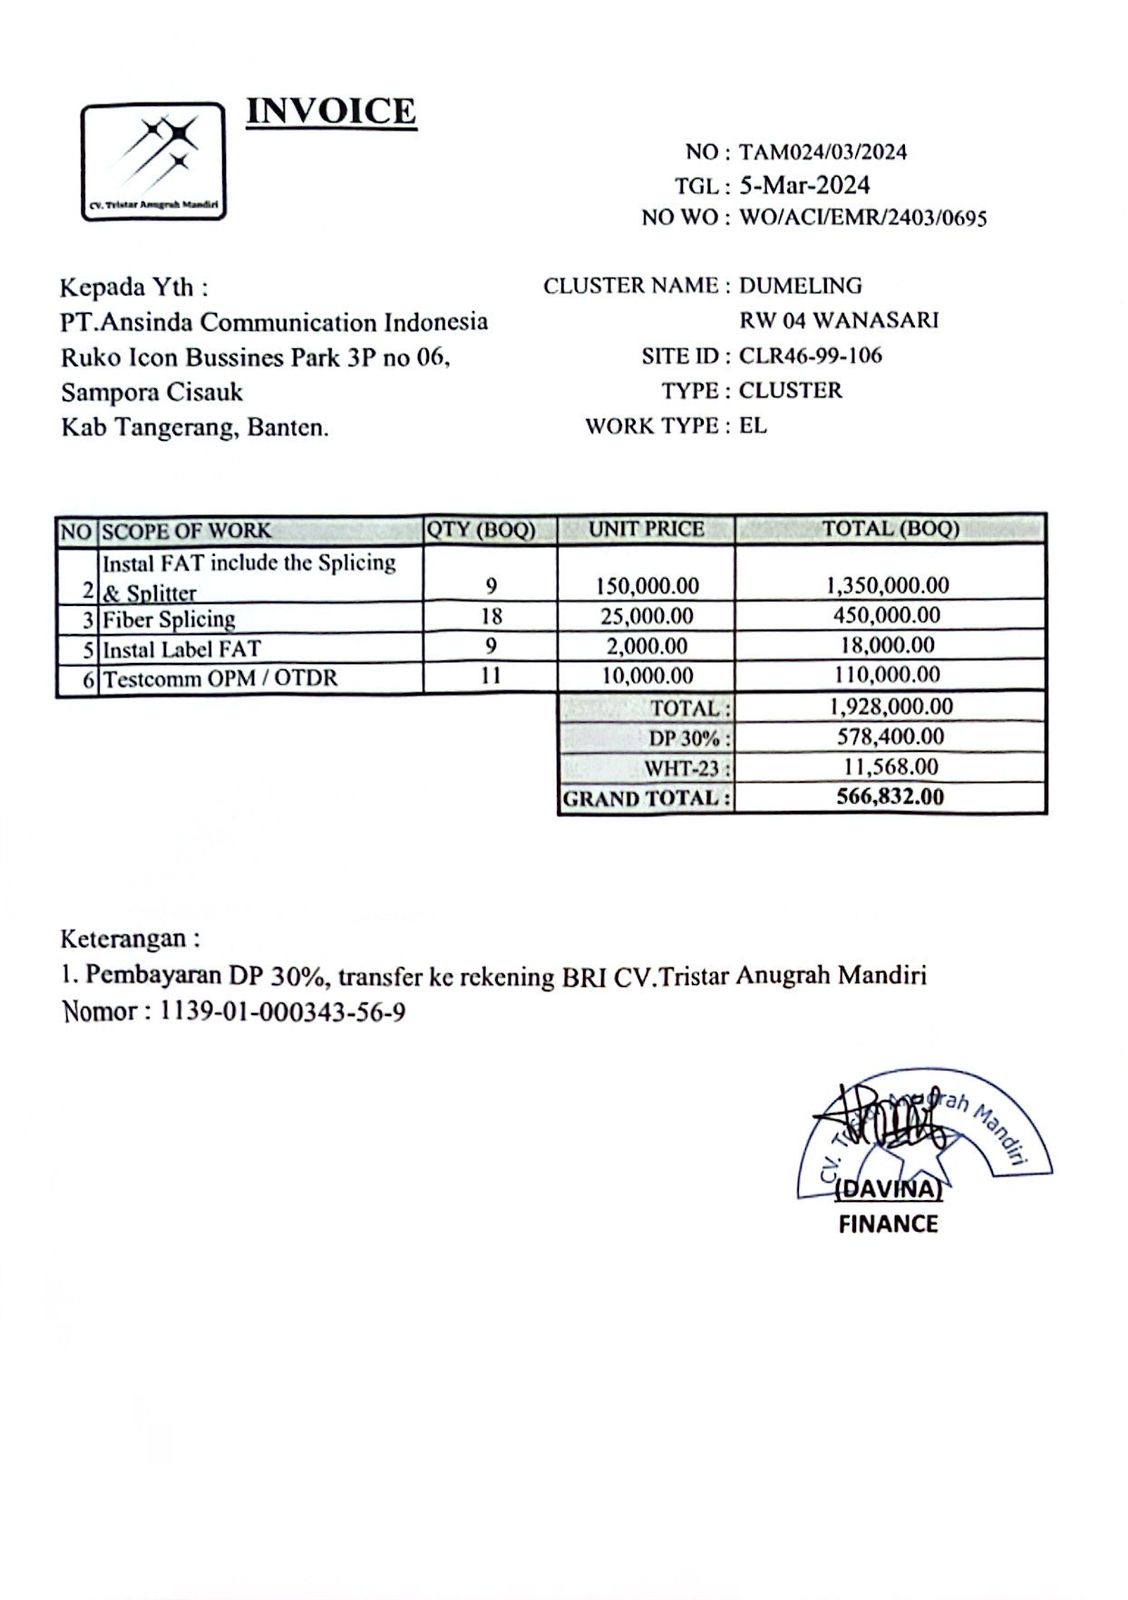 INVOICE
CV. Tristar Anugrah Mandiri
NO : TAM024/03/2024
TGL : 5-Mar-2024
NO WO : WO/ACI/EMR/2403/0695
Kepada Yth :
PT.Ansinda Communication Indonesia
Ruko Icon Bussines Park 3P no 06,
Sampora Cisauk
Kab Tangerang, Banten.
CLUSTER NAME : DUMELING
RW 04 WANASARI
SITE ID : CLR46-99-106
TYPE : CLUSTER
WORK TYPE : EL
NO SCOPE OF WORK QTY (BOQ) UNIT PRICE TOTAL (BOQ)
Instal FAT include the Splicing
2 & Splitter 9 150,000.00 1,350,000.00
3 Fiber Splicing 18 25,000.00 450,000.00
5 Instal Label FAT 9 2,000.00 18,000.00
6 Testcomm OPM / OTDR 11 10,000.00 110,000.00
TOTAL : 1,928,000.00
DP 30% : 578,400.00
WHT-23 : 11,568.00
GRAND TOTAL : 566,832.00
Keterangan :
1. Pembayaran DP 30%, transfer ke rekening BRI CV.Tristar Anugrah Mandiri
Nomor : 1139-01-000343-56-9
CV. Tristar Anugrah Mandiri
(DAVINA)
FINANCE